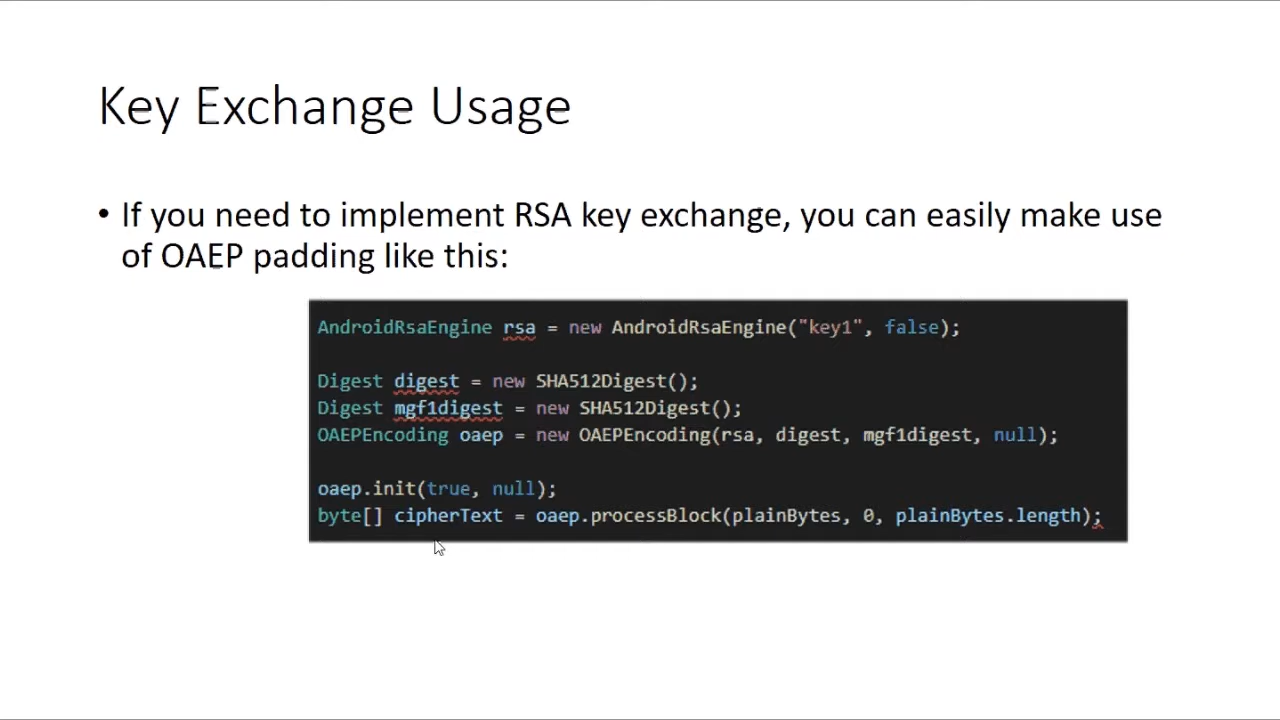 Key Exchange Usage
• If you need to implement RSA key exchange, you can easily make use
of OAEP padding like this:
AndroidRsaEngine rsa = new AndroidRsaEngine("key1", false);
Digest digest = new SHA512Digest();
Digest mgf1digest = new SHA512Digest();
OAEPEncoding oaep = new OAEPEncoding(rsa, digest, mgf1digest, null);
oaep.init(true, null);
byte[] cipherText = oaep.processBlock(plainBytes, 0, plainBytes.length);